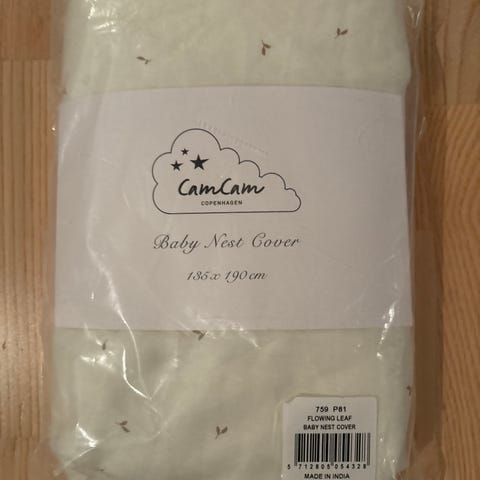 CamCam
COPENHAGEN
Baby Nest Cover
135 x 190 cm
759 P81
FLOWING LEAF
BABY NEST COVER
5 712805 054328
MADE IN INDIA